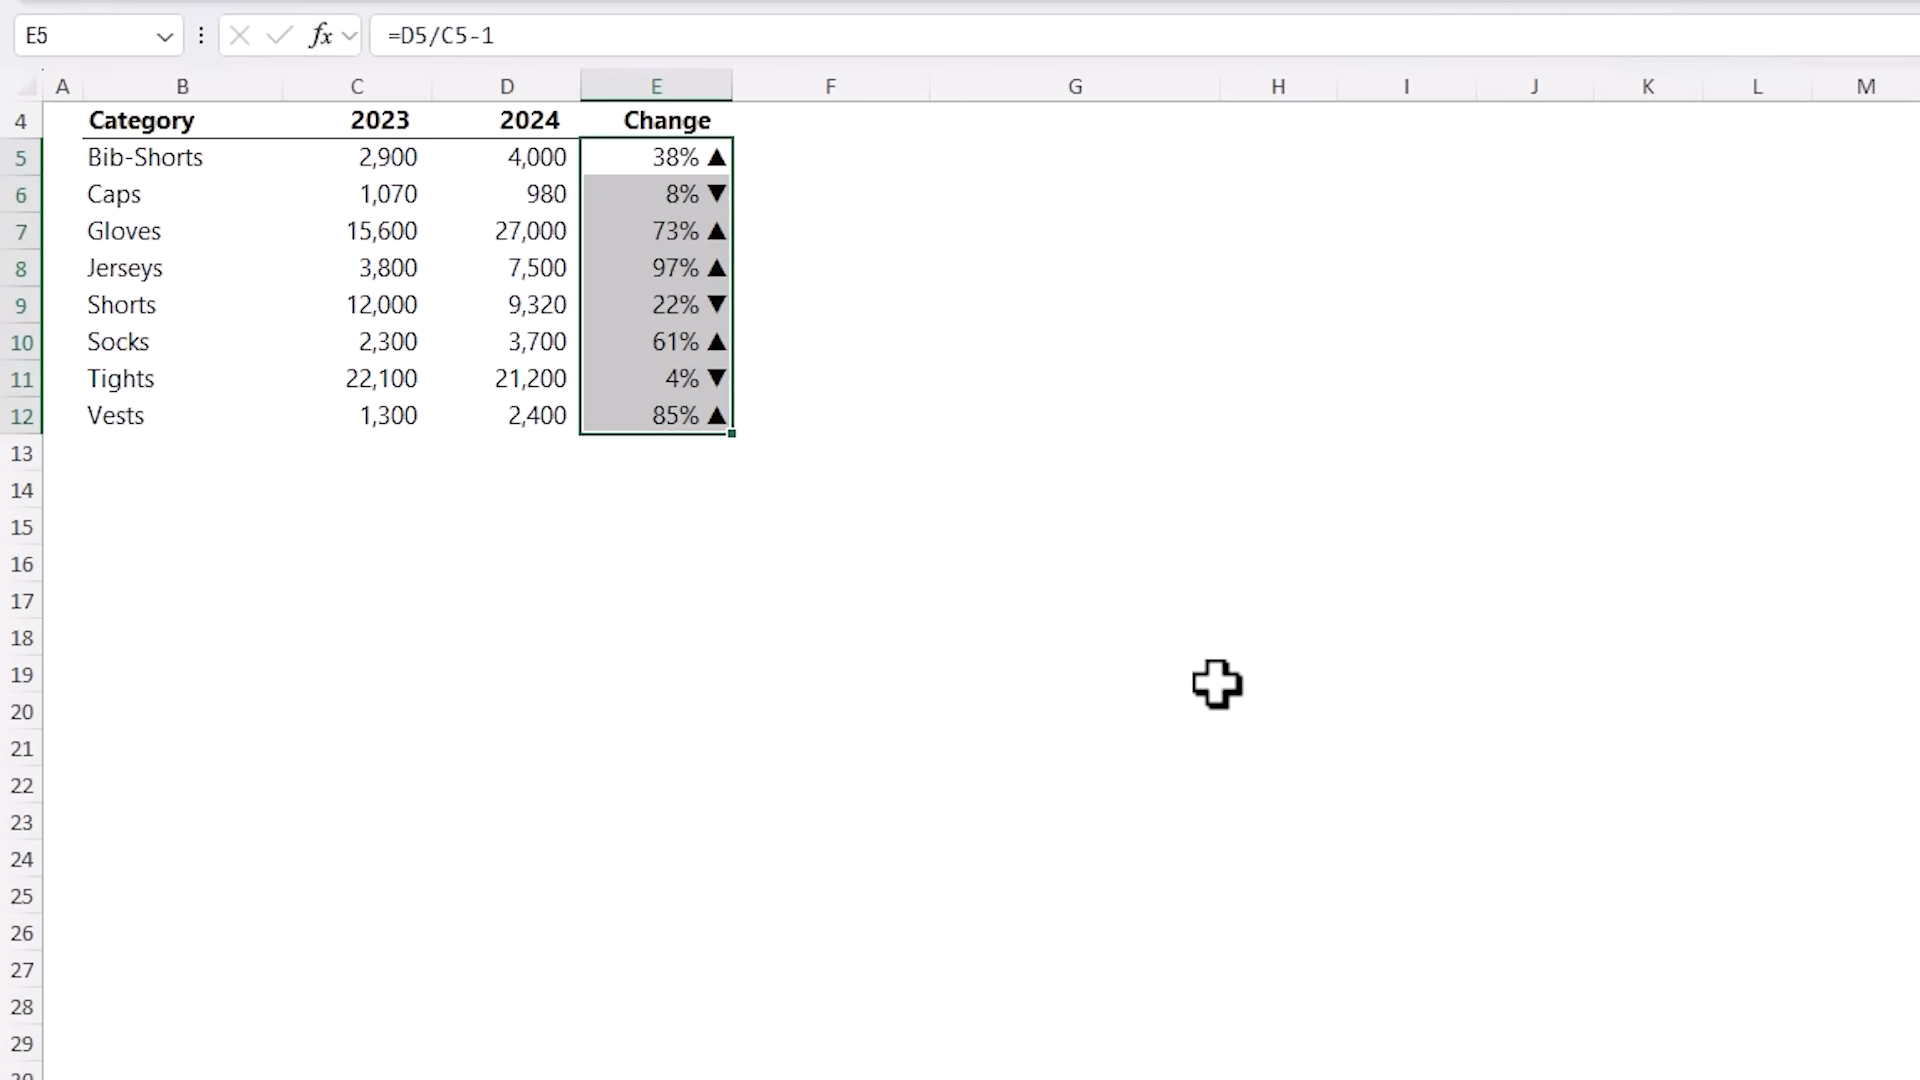 E5 fx =D5/C5-1
A B C D E F G H I J K L M
4 Category 2023 2024 Change
5 Bib-Shorts 2,900 4,000 38% ▲
6 Caps 1,070 980 8% ▼
7 Gloves 15,600 27,000 73% ▲
8 Jerseys 3,800 7,500 97% ▲
9 Shorts 12,000 9,320 22% ▼
10 Socks 2,300 3,700 61% ▲
11 Tights 22,100 21,200 4% ▼
12 Vests 1,300 2,400 85% ▲
13
14
15
16
17
18
19
20
21
22
23
24
25
26
27
28
29
30